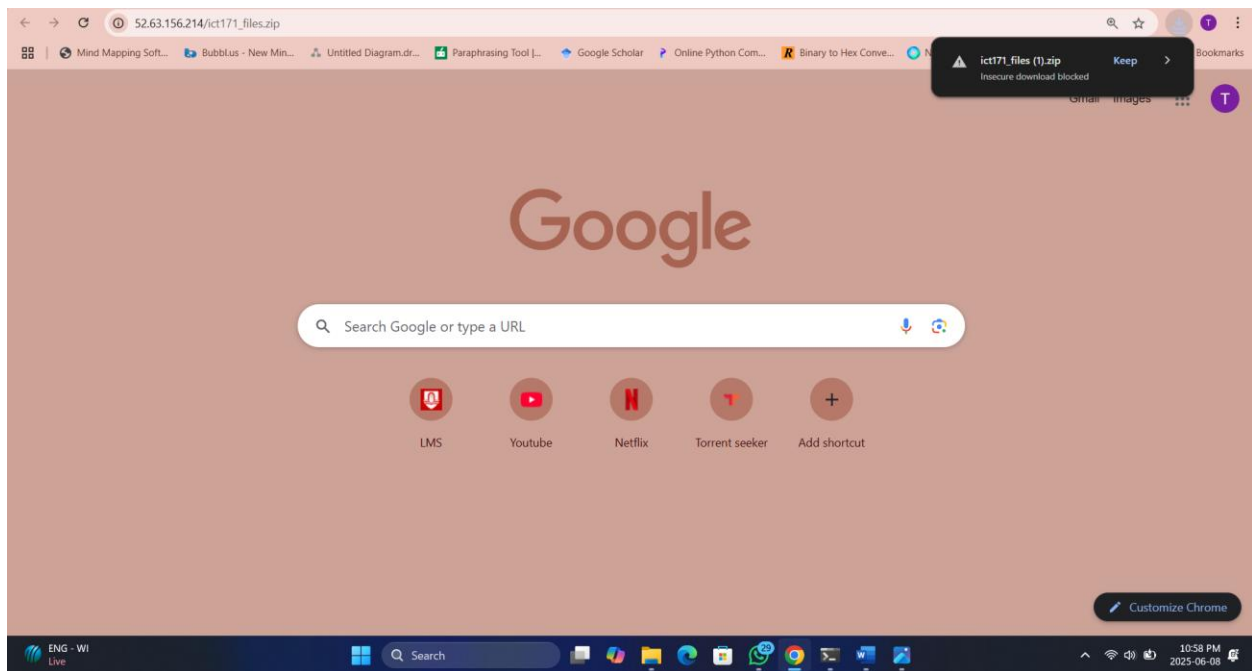 52.63.156.214/ict171_files.zip
T
Mind Mapping Soft... Bubbl.us - New Min... Untitled Diagram.dr... Paraphrasing Tool |... Google Scholar Online Python Com... Binary to Hex Conve... Bookmarks
ict171_files (1).zip Keep
Insecure download blocked
Gmail Images T
Google
Search Google or type a URL
LMS Youtube Netflix Torrent seeker Add shortcut
Customize Chrome
ENG - WI
Live
Search
29
10:58 PM
2025-06-08